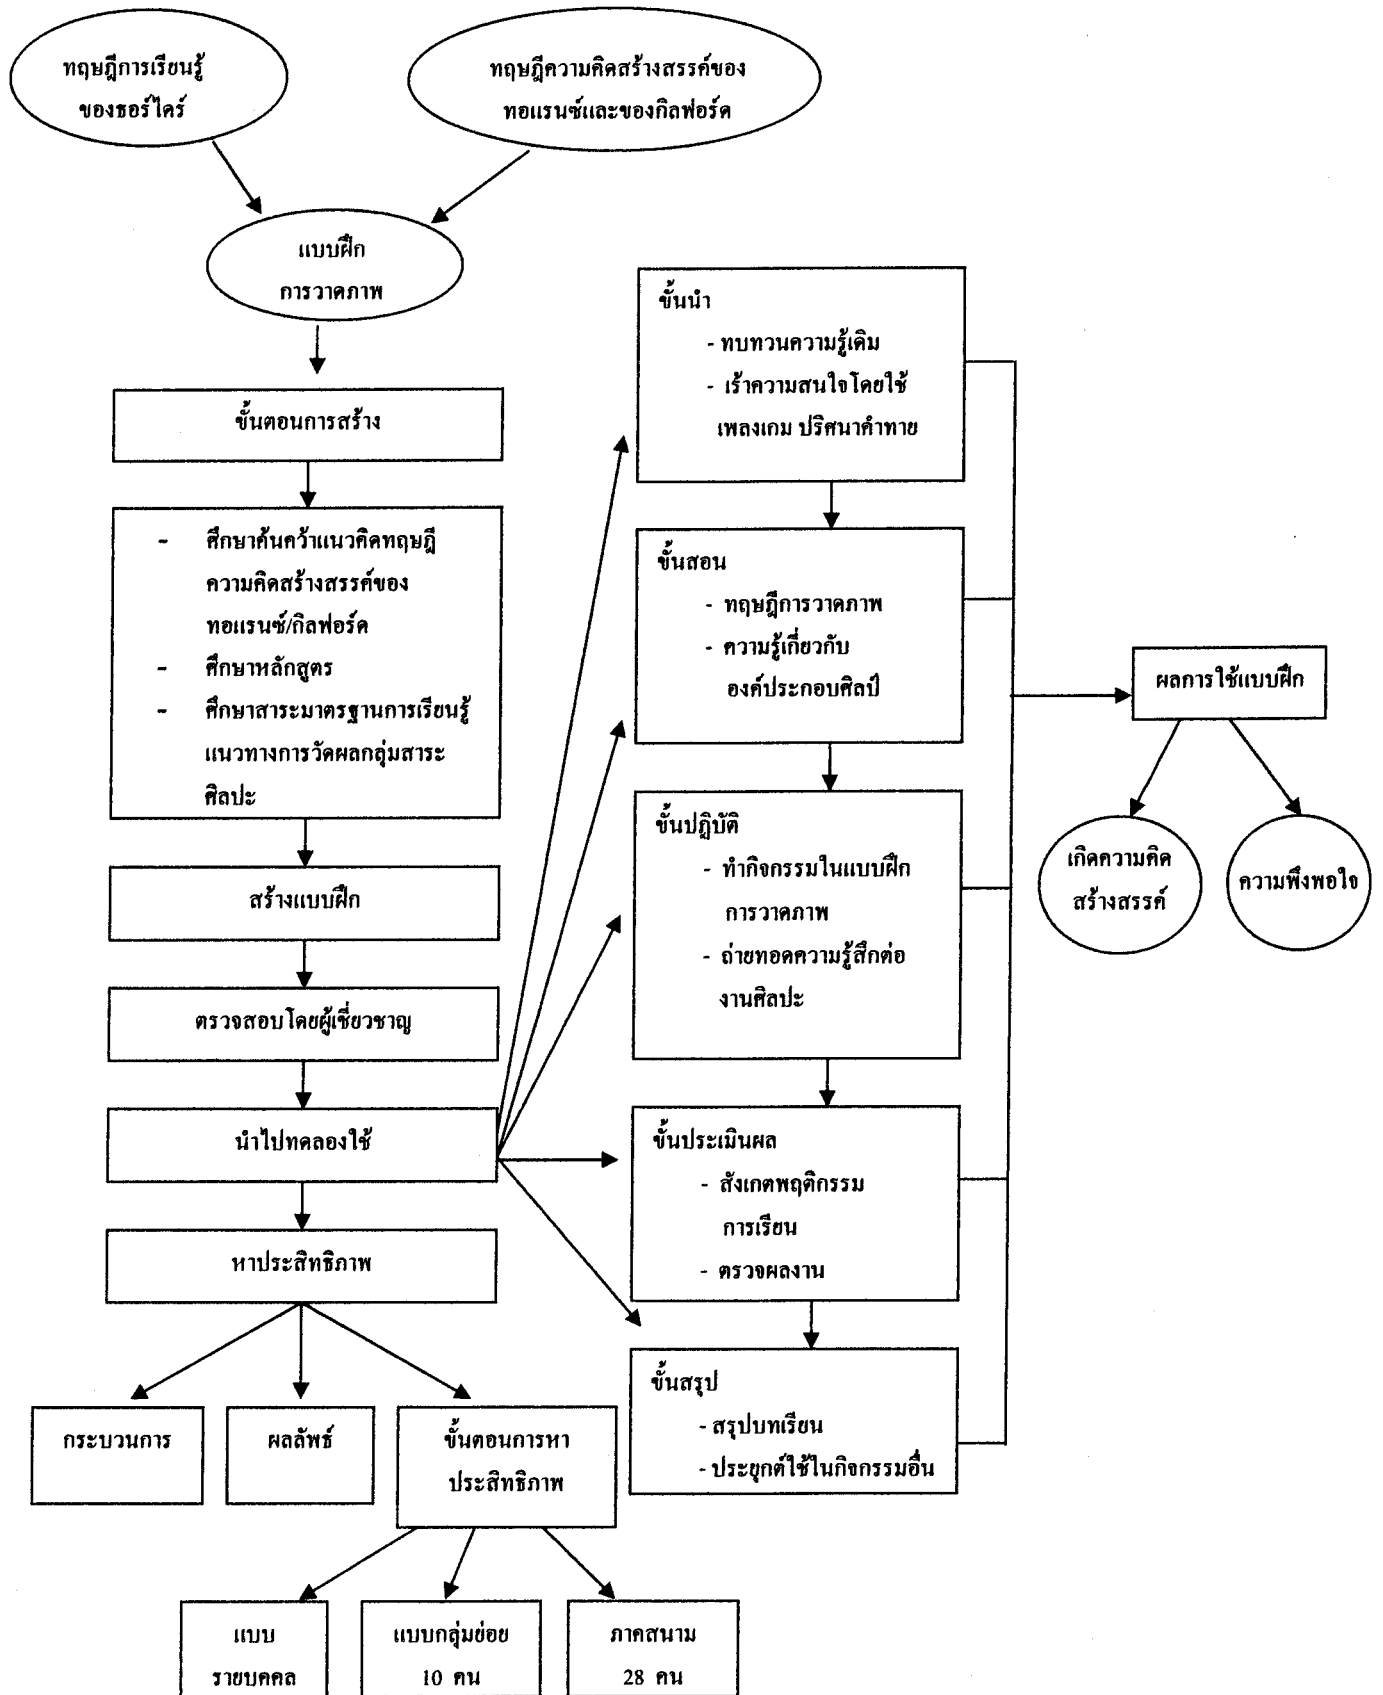 ทฤษฎีการเรียนรู้
ของธอร์ไดร์
ทฤษฎีความคิดสร้างสรรค์ของ
ทอแรนซ์และของกิลฟอร์ด
แบบฝึก
การวาดภาพ
ขั้นตอนการสร้าง
- ศึกษาค้นคว้าแนวคิดทฤษฎี
ความคิดสร้างสรรค์ของ
ทอแรนซ์/กิลฟอร์ด
- ศึกษาหลักสูตร
- ศึกษาสาระมาตรฐานการเรียนรู้
แนวทางการวัดผลกลุ่มสาระ
ศิลปะ
สร้างแบบฝึก
ตรวจสอบโดยผู้เชี่ยวชาญ
นำไปทดลองใช้
หาประสิทธิภาพ
กระบวนการ
ผลลัพธ์
ขั้นตอนการหา
ประสิทธิภาพ
แบบ
รายบุคคล
แบบกลุ่มย่อย
10 คน
ภาคสนาม
28 คน
ขั้นนำ
- ทบทวนความรู้เดิม
- เร้าความสนใจโดยใช้
เพลงเกม ปริศนาคำทาย
ขั้นสอน
- ทฤษฎีการวาดภาพ
- ความรู้เกี่ยวกับ
องค์ประกอบศิลป์
ขั้นปฎิบัติ
- ทำกิจกรรมในแบบฝึก
การวาดภาพ
- ถ่ายทอดความรู้สึกต่อ
งานศิลปะ
ขั้นประเมินผล
- สังเกตพฤติกรรม
การเรียน
- ตรวจผลงาน
ขั้นสรุป
- สรุปบทเรียน
- ประยุกต์ใช้ในกิจกรรมอื่น
ผลการใช้แบบฝึก
เกิดความคิด
สร้างสรรค์
ความพึงพอใจ